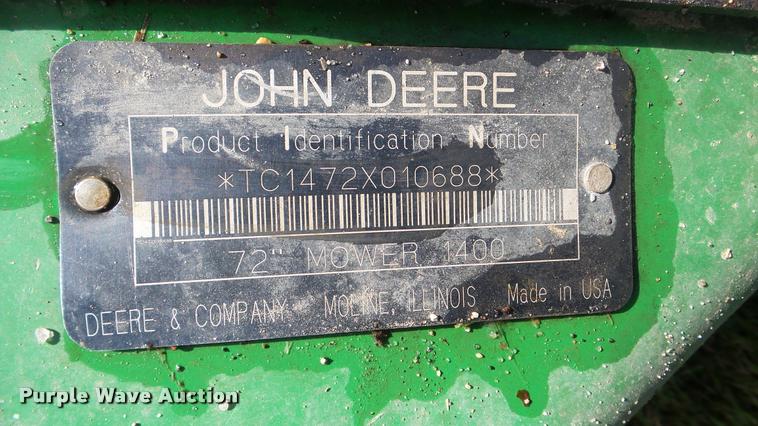 JOHN DEERE
Product Identification Number
*TC1472X010688*
72" MOWER 1400
DEERE & COMPANY MOLINE, ILLINOIS Made in USA
Purple Wave Auction